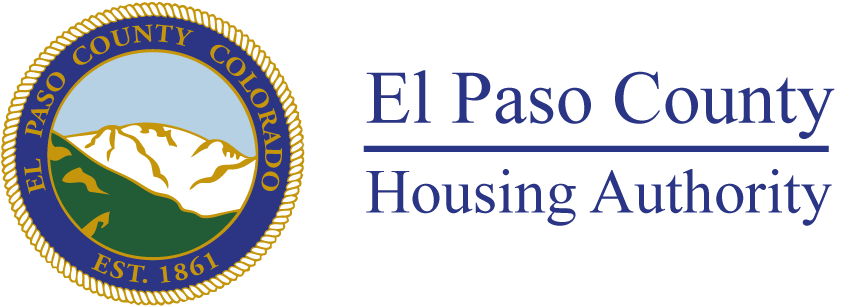 EL PASO COUNTY COLORADO
EST. 1861
El Paso County
Housing Authority